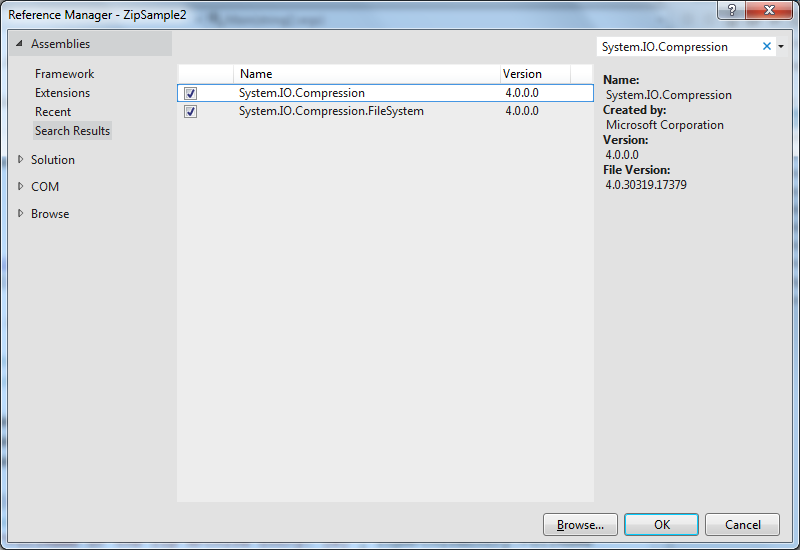 Reference Manager - ZipSample2
Assemblies
Framework
Extensions
Recent
Search Results
Solution
COM
Browse
Name Version
System.IO.Compression 4.0.0.0
System.IO.Compression.FileSystem 4.0.0.0
System.IO.Compression
Name:
System.IO.Compression
Created by:
Microsoft Corporation
Version:
4.0.0.0
File Version:
4.0.30319.17379
Browse... OK Cancel